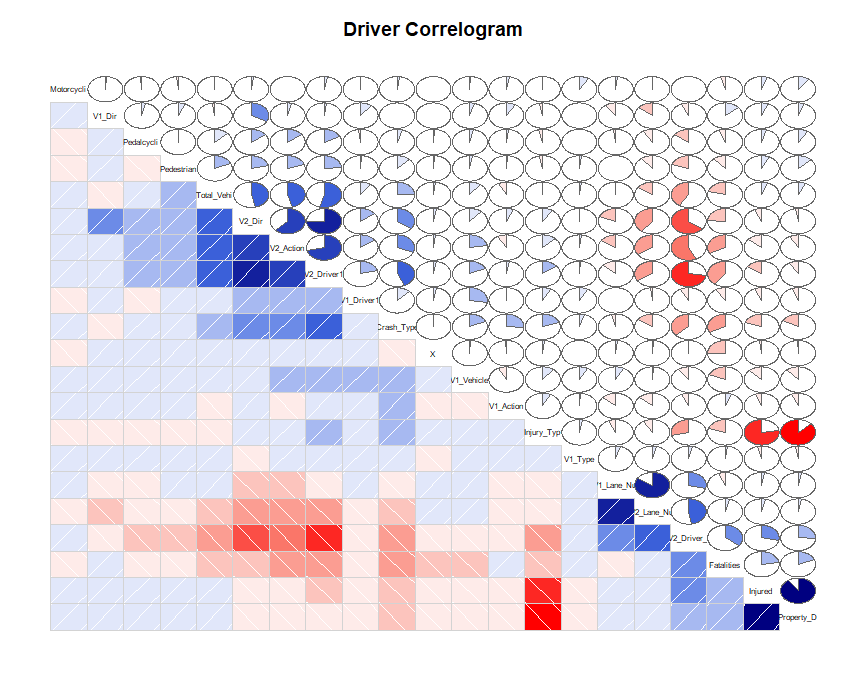 Driver Correlogram
Motorcycli
V1_Dir
Pedalcycli
Pedestrian
Total_Vehi
V2_Dir
V2_Action
V2_Driver1
V1_Driver1
Crash_Type
X
V1_Vehicle
V1_Action
Injury_Typ
V1_Type
V1_Lane_Nu
V2_Lane_Nu
V2_Driver_
Fatalities
Injured
Property_D